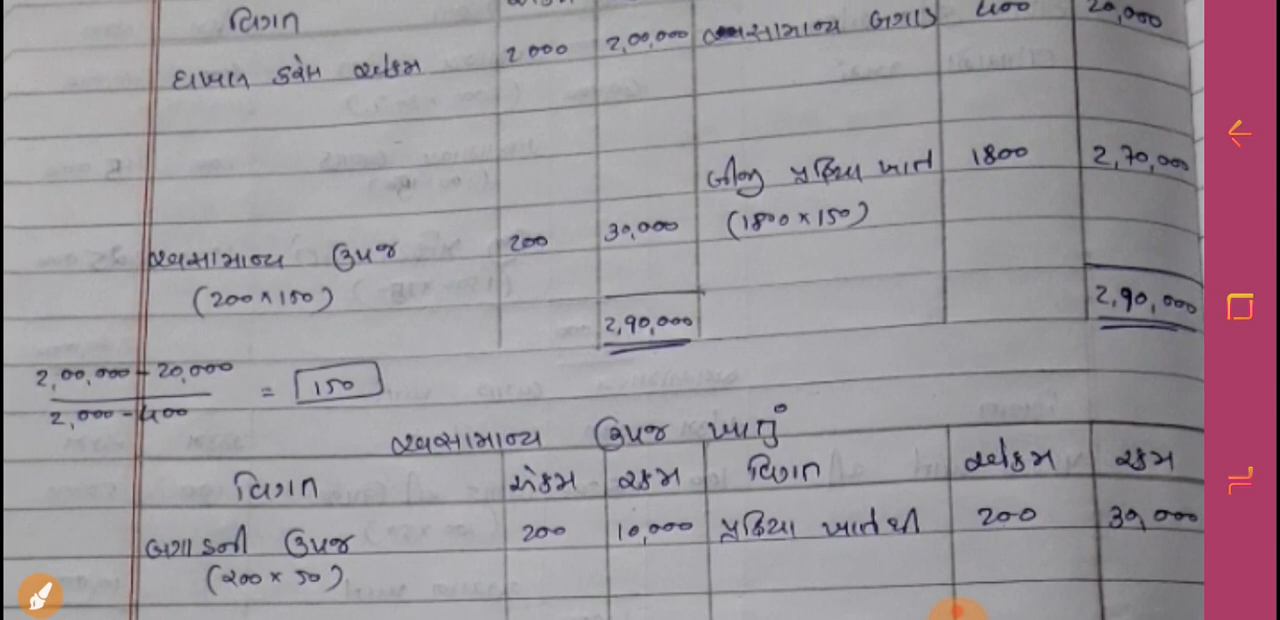 વિગત
દાખલ કરેલ એકમ 2000 2,00,000 સામાન્ય બગાડ 400 20,000
બીજી પ્રક્રિયા ખાતે 1800 2,70,000
(1800 x 150)
અસામાન્ય ઉપજ 200 30,000
(200 x 150)
2,90,000 2,90,000
2,00,000 - 20,000
2,000 - 400
= 150
અસામાન્ય ઉપજ ખાતું
વિગત એકમ રકમ વિગત એકમ રકમ
બગાડની ઉપજ 200 10,000 પ્રક્રિયા ખાતેથી 200 30,000
(200 x 50)